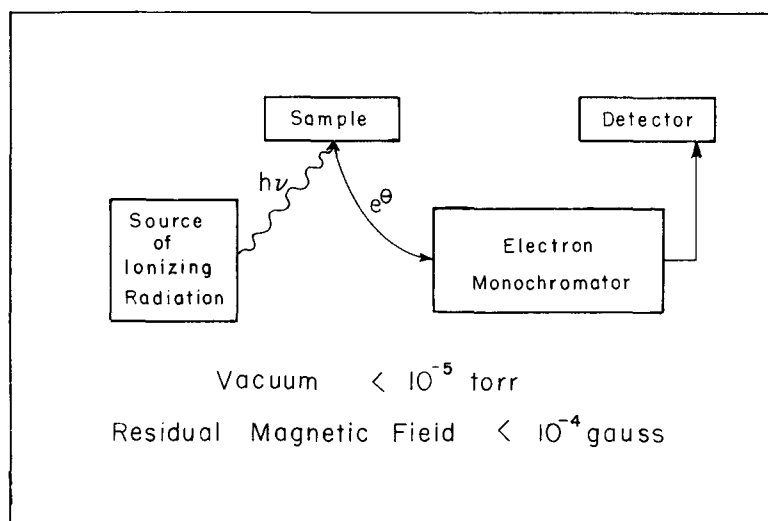 Sample
Detector
hν
e⊖
Source
of
Ionizing
Radiation
Electron
Monochromator
Vacuum < 10⁻⁵ torr
Residual Magnetic Field < 10⁻⁴ gauss